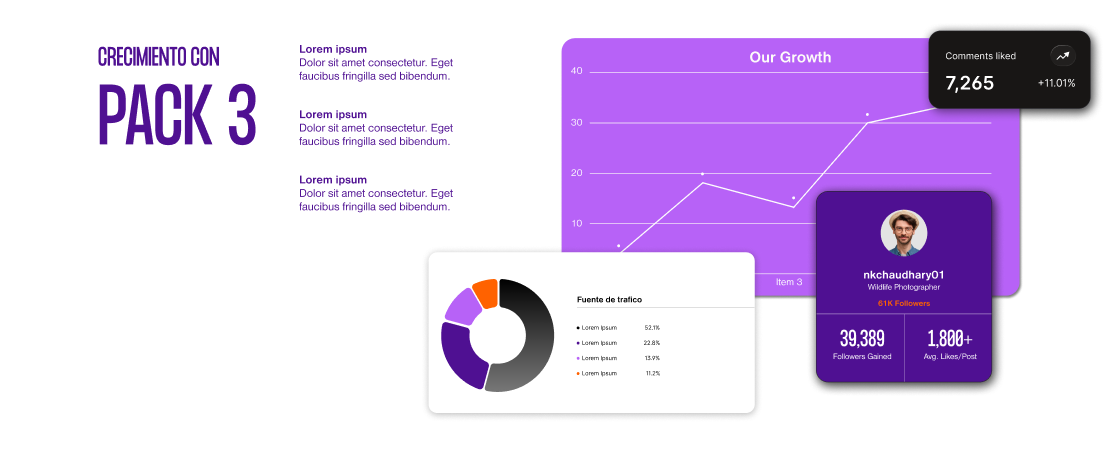 CRECIMIENTO CON
PACK 3
Lorem ipsum
Dolor sit amet consectetur. Eget
faucibus fringilla sed bibendum.
Lorem ipsum
Dolor sit amet consectetur. Eget
faucibus fringilla sed bibendum.
Lorem ipsum
Dolor sit amet consectetur. Eget
faucibus fringilla sed bibendum.
Our Growth
40
30
20
10
Item 3
Comments liked
7,265
+11.01%
nkchaudhary01
Wildlife Photographer
61K Followers
39,389
Followers Gained
1,800+
Avg. Likes/Post
Fuente de trafico
Lorem Ipsum 52.1%
Lorem Ipsum 22.8%
Lorem Ipsum 13.9%
Lorem Ipsum 11.2%